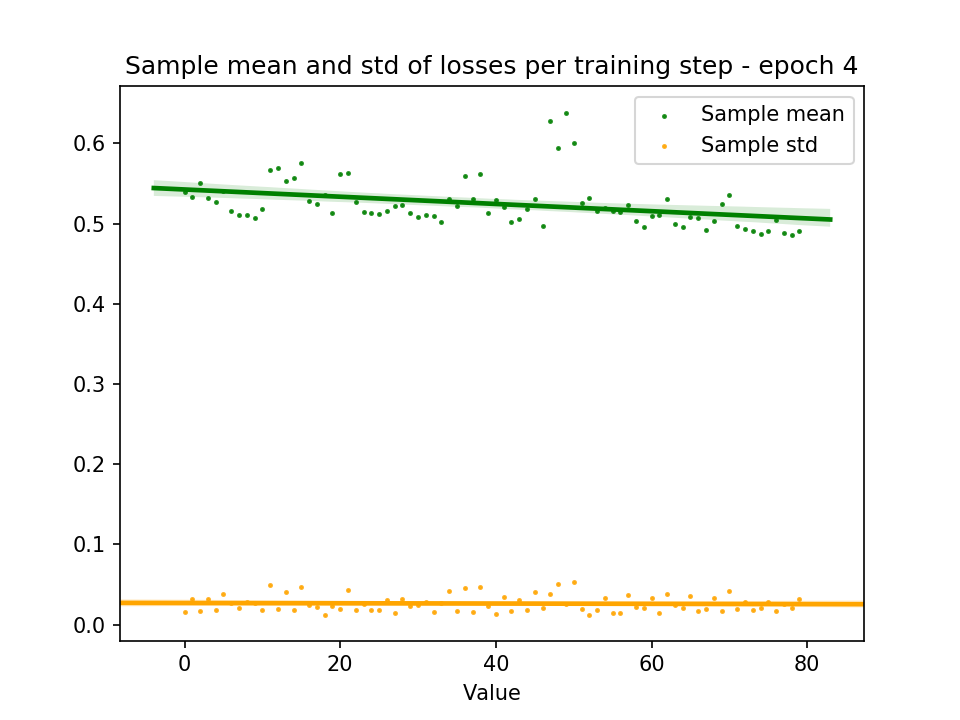 Sample mean and std of losses per training step - epoch 4
Sample mean
Sample std
0.6
0.5
0.4
0.3
0.2
0.1
0.0
0 20 40 60 80
Value